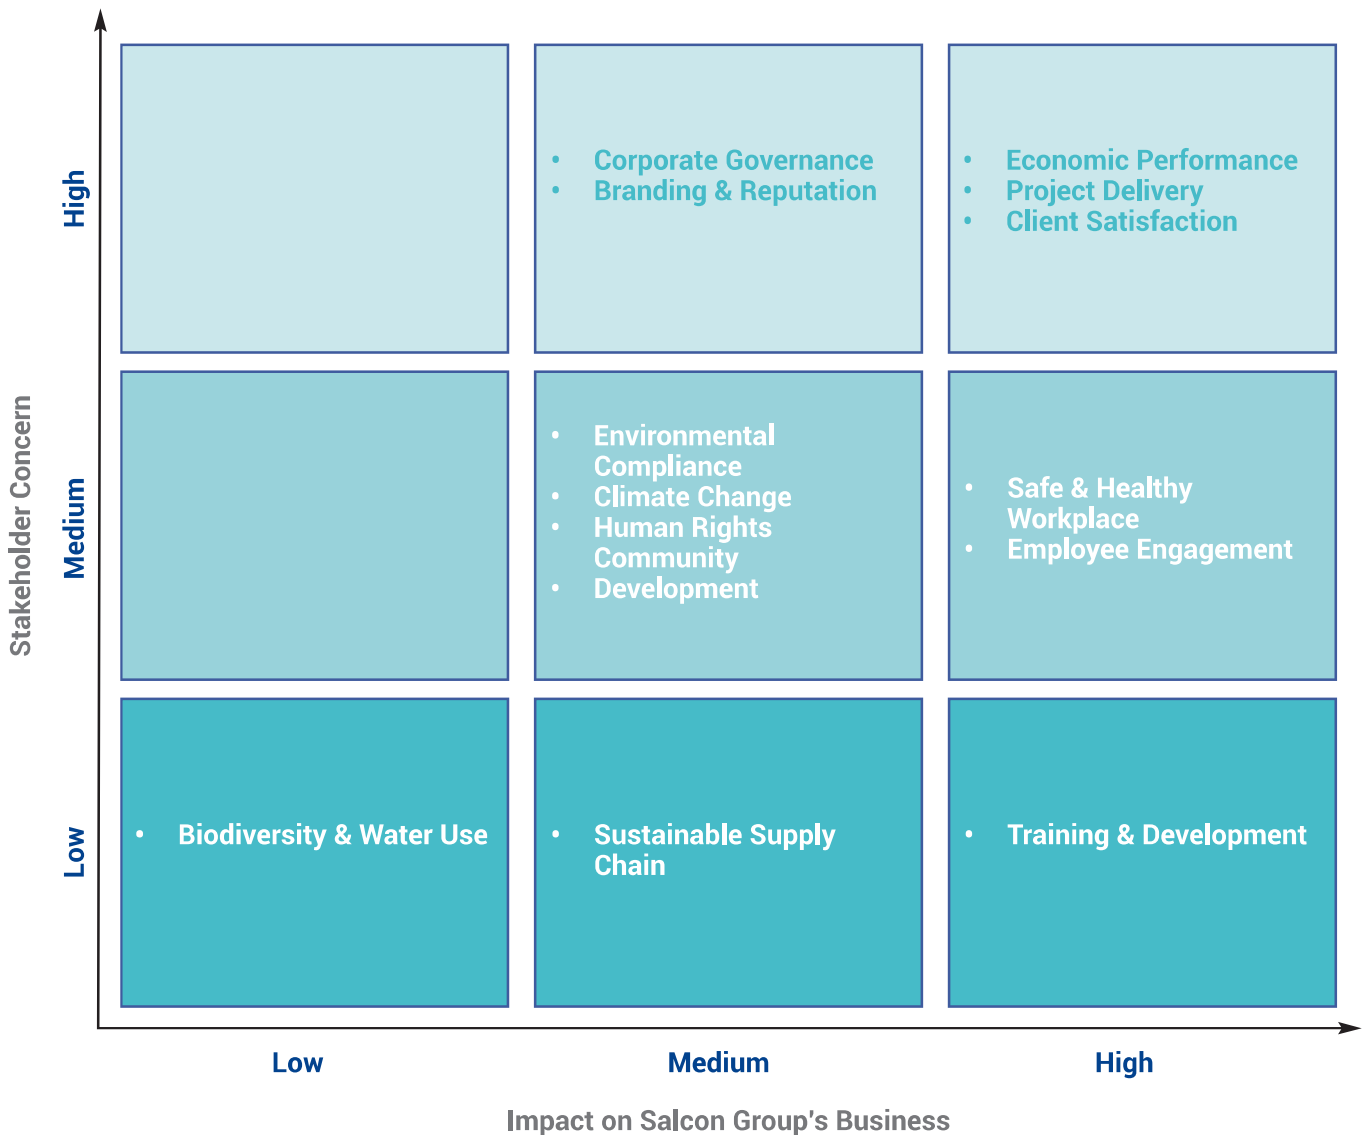 High
• Corporate Governance
• Branding & Reputation
• Economic Performance
• Project Delivery
• Client Satisfaction
Stakeholder Concern
Medium
• Environmental
Compliance
• Climate Change
• Human Rights
Community
• Development
• Safe & Healthy
Workplace
• Employee Engagement
Low
• Biodiversity & Water Use
• Sustainable Supply
Chain
• Training & Development
Low
Medium
High
Impact on Salcon Group's Business